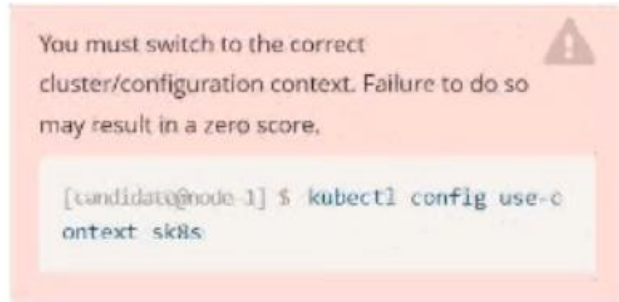 You must switch to the correct
cluster/configuration context. Failure to do so
may result in a zero score.
[candidate@node-1] $ kubectl config use-c
ontext sk8s